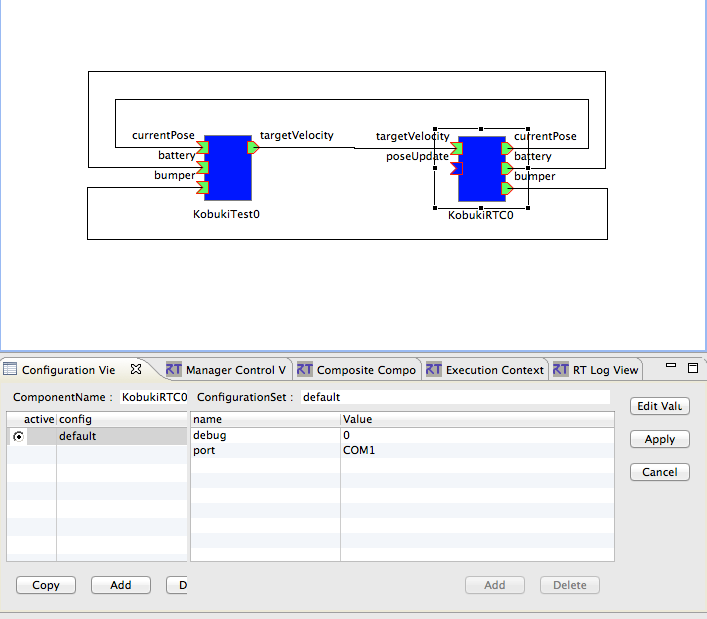 currentPose targetVelocity targetVelocity currentPose
battery poseUpdate battery
bumper bumper
KobukiTest0 KobukiRTC0
Configuration Vie RT Manager Control V RT Composite Compo RT Execution Context RT RT Log View
ComponentName : KobukiRTC0 ConfigurationSet : default Edit Valu
active config name Value
default debug 0 Apply
port COM1
Cancel
Copy Add D Add Delete